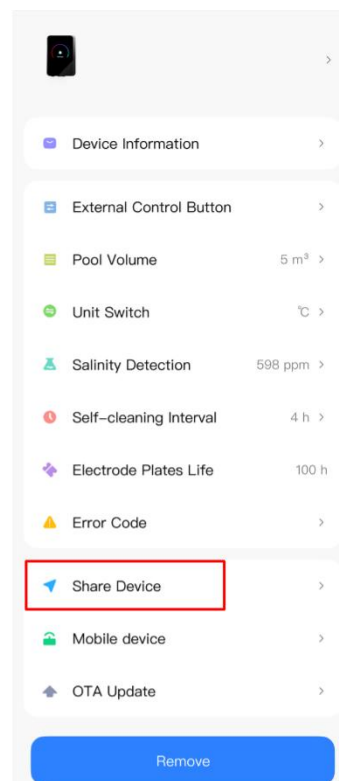 Device Information
External Control Button
Pool Volume 5 m³
Unit Switch ℃
Salinity Detection 598 ppm
Self-cleaning Interval 4 h
Electrode Plates Life 100 h
Error Code
Share Device
Mobile device
OTA Update
Remove